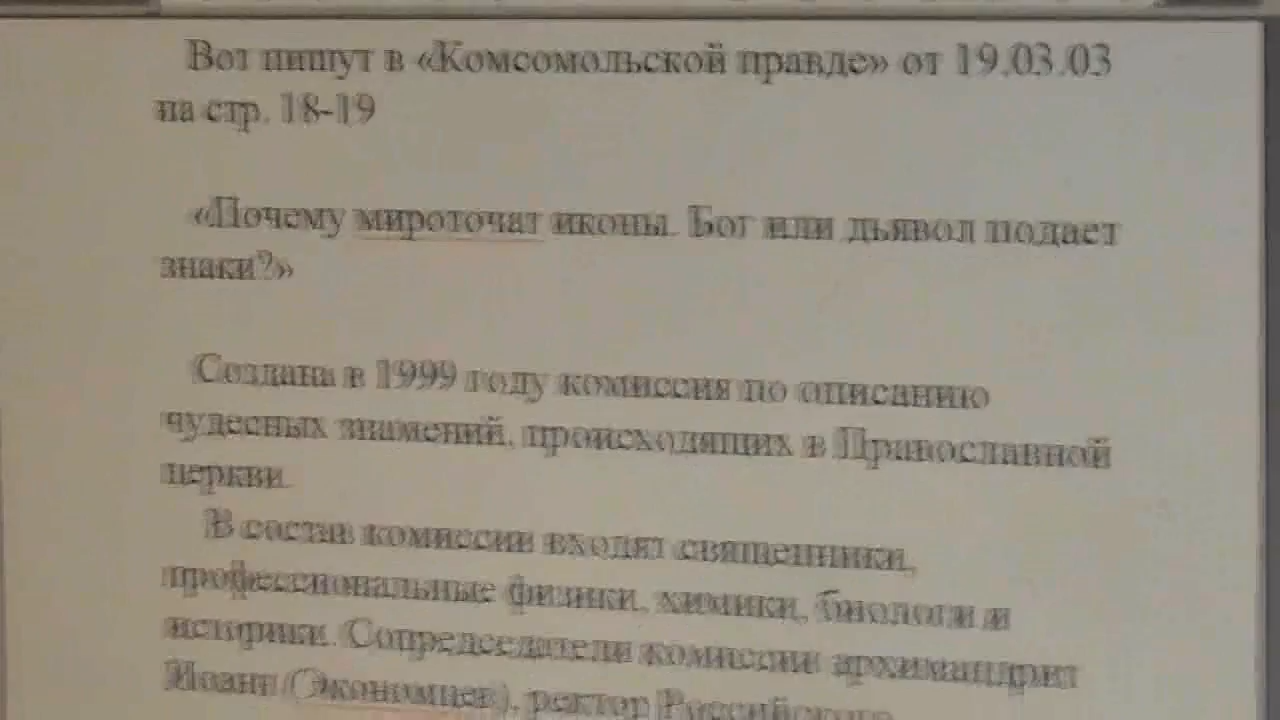 Вот пишут в «Комсомольской правде» от 19.03.03
на стр. 18-19
«Почему мироточат иконы. Бог или дьявол подает
знаки?»
Создана в 1999 году комиссия по описанию
чудесных знамений, происходящих в Православной
церкви.
В состав комиссии входят священники,
профессиональные физики, химики, биологи и
историки. Сопредседатели комиссии архимандрит
Иоанн (Экономцев), ректор Российского